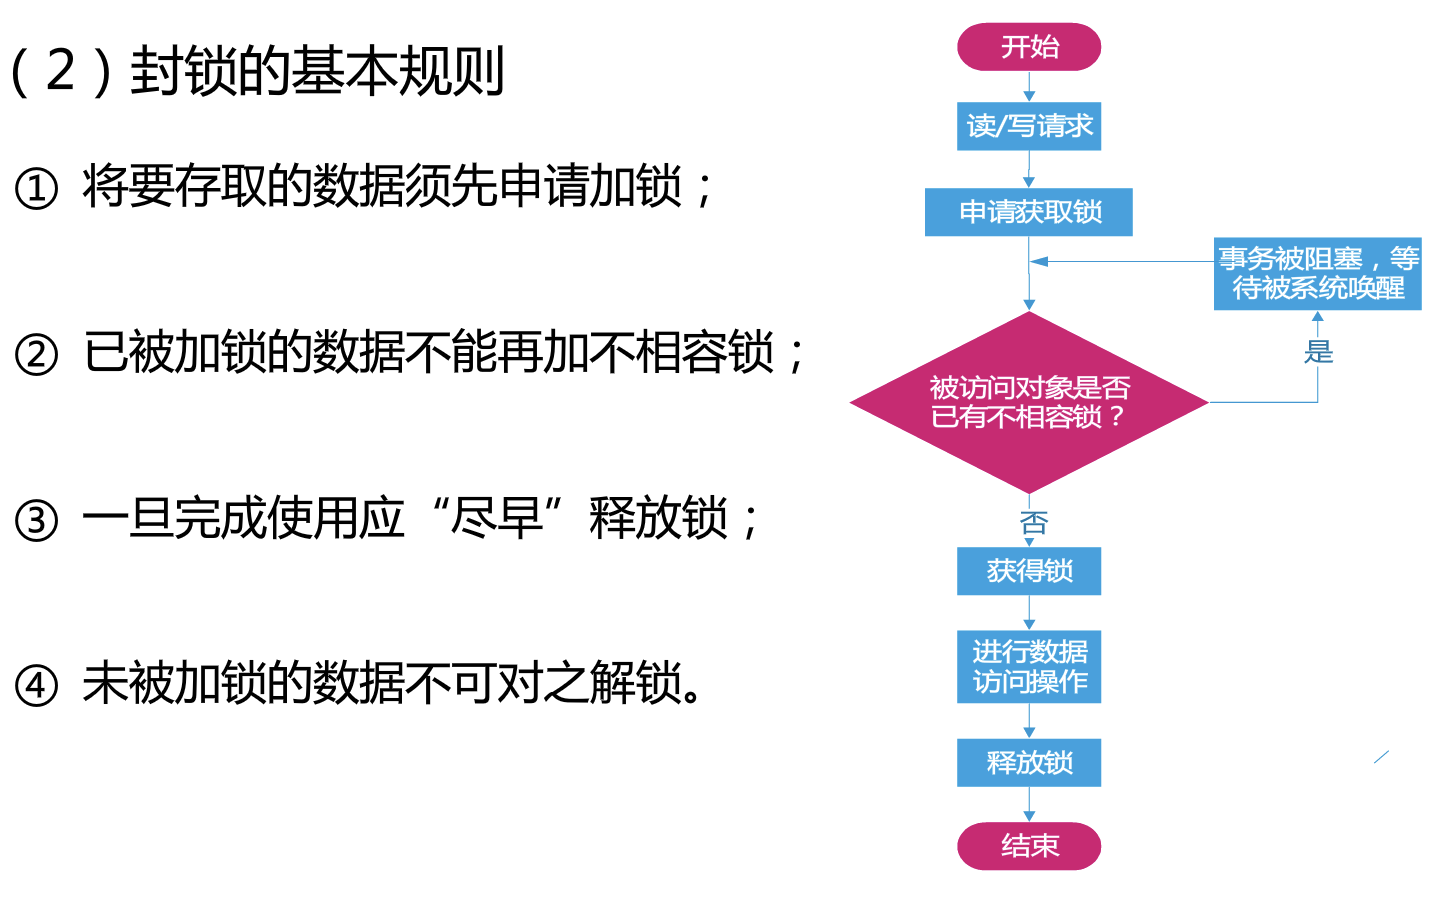 （2）封锁的基本规则
① 将要存取的数据须先申请加锁；
② 已被加锁的数据不能再加不相容锁；
③ 一旦完成使用应“尽早”释放锁；
④ 未被加锁的数据不可对之解锁。
开始
读/写请求
申请获取锁
事务被阻塞，等
待被系统唤醒
是
被访问对象是否
已有不相容锁？
否
获得锁
进行数据
访问操作
释放锁
结束